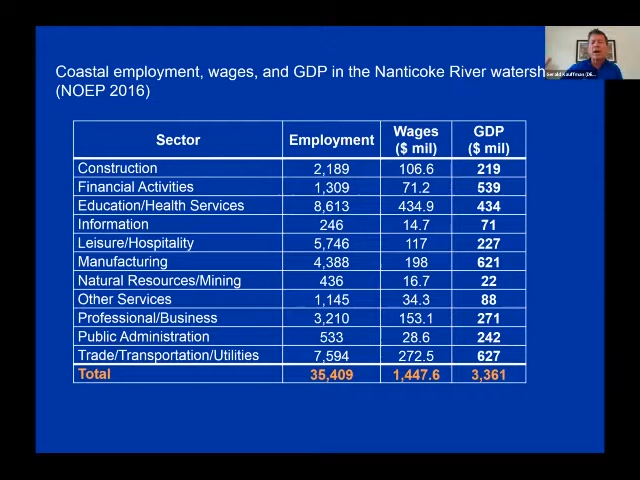 Coastal employment, wages, and GDP in the Nanticoke River watersh
(NOEP 2016)
Gerald Kauffman (DE...
Sector Employment Wages ($ mil) GDP ($ mil)
Construction 2,189 106.6 219
Financial Activities 1,309 71.2 539
Education/Health Services 8,613 434.9 434
Information 246 14.7 71
Leisure/Hospitality 5,746 117 227
Manufacturing 4,388 198 621
Natural Resources/Mining 436 16.7 22
Other Services 1,145 34.3 88
Professional/Business 3,210 153.1 271
Public Administration 533 28.6 242
Trade/Transportation/Utilities 7,594 272.5 627
Total 35,409 1,447.6 3,361